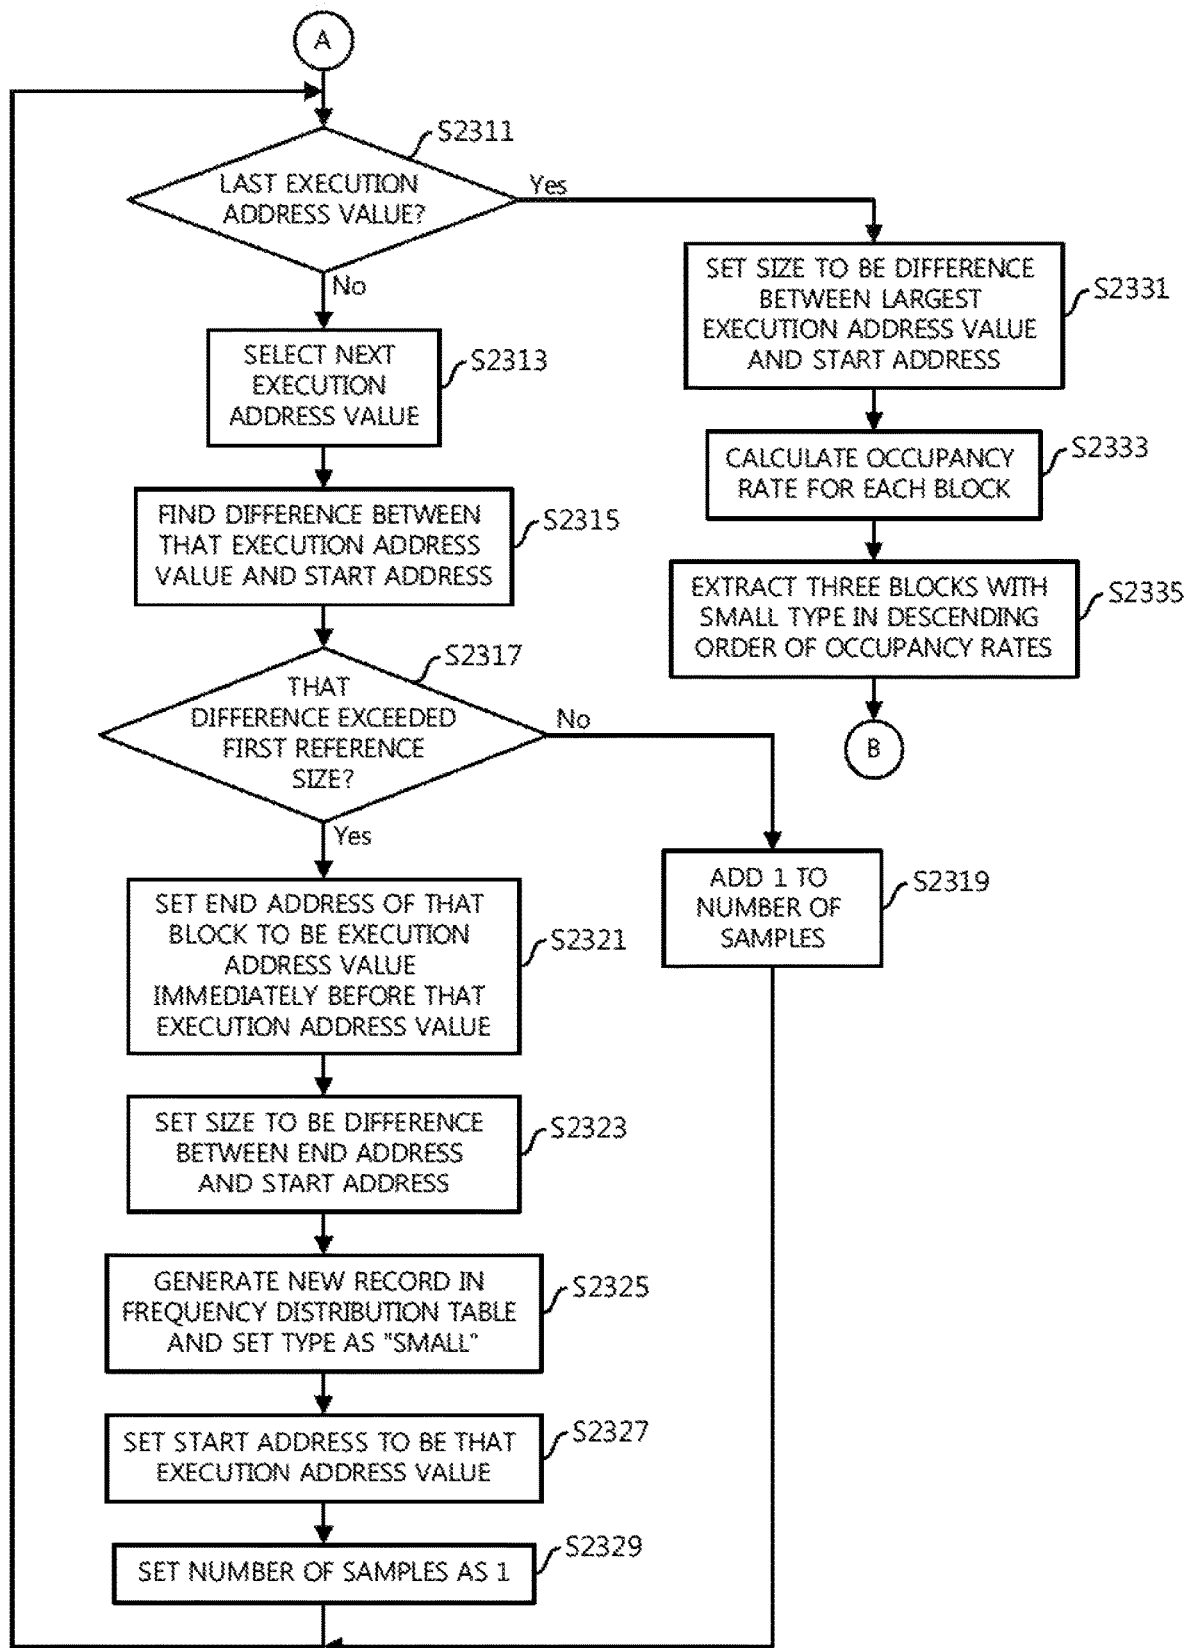 A
S2311
LAST EXECUTION
ADDRESS VALUE?
Yes
No
SELECT NEXT
EXECUTION
ADDRESS VALUE
S2313
FIND DIFFERENCE BETWEEN
THAT EXECUTION ADDRESS
VALUE AND START ADDRESS
S2315
S2317
THAT
DIFFERENCE EXCEEDED
FIRST REFERENCE
SIZE?
No
Yes
ADD 1 TO
NUMBER OF
SAMPLES
S2319
SET END ADDRESS OF THAT
BLOCK TO BE EXECUTION
ADDRESS VALUE
IMMEDIATELY BEFORE THAT
EXECUTION ADDRESS VALUE
S2321
SET SIZE TO BE DIFFERENCE
BETWEEN END ADDRESS
AND START ADDRESS
S2323
GENERATE NEW RECORD IN
FREQUENCY DISTRIBUTION TABLE
AND SET TYPE AS "SMALL"
S2325
SET START ADDRESS TO BE THAT
EXECUTION ADDRESS VALUE
S2327
SET NUMBER OF SAMPLES AS 1
S2329
SET SIZE TO BE DIFFERENCE
BETWEEN LARGEST
EXECUTION ADDRESS VALUE
AND START ADDRESS
S2331
CALCULATE OCCUPANCY
RATE FOR EACH BLOCK
S2333
EXTRACT THREE BLOCKS WITH
SMALL TYPE IN DESCENDING
ORDER OF OCCUPANCY RATES
S2335
B